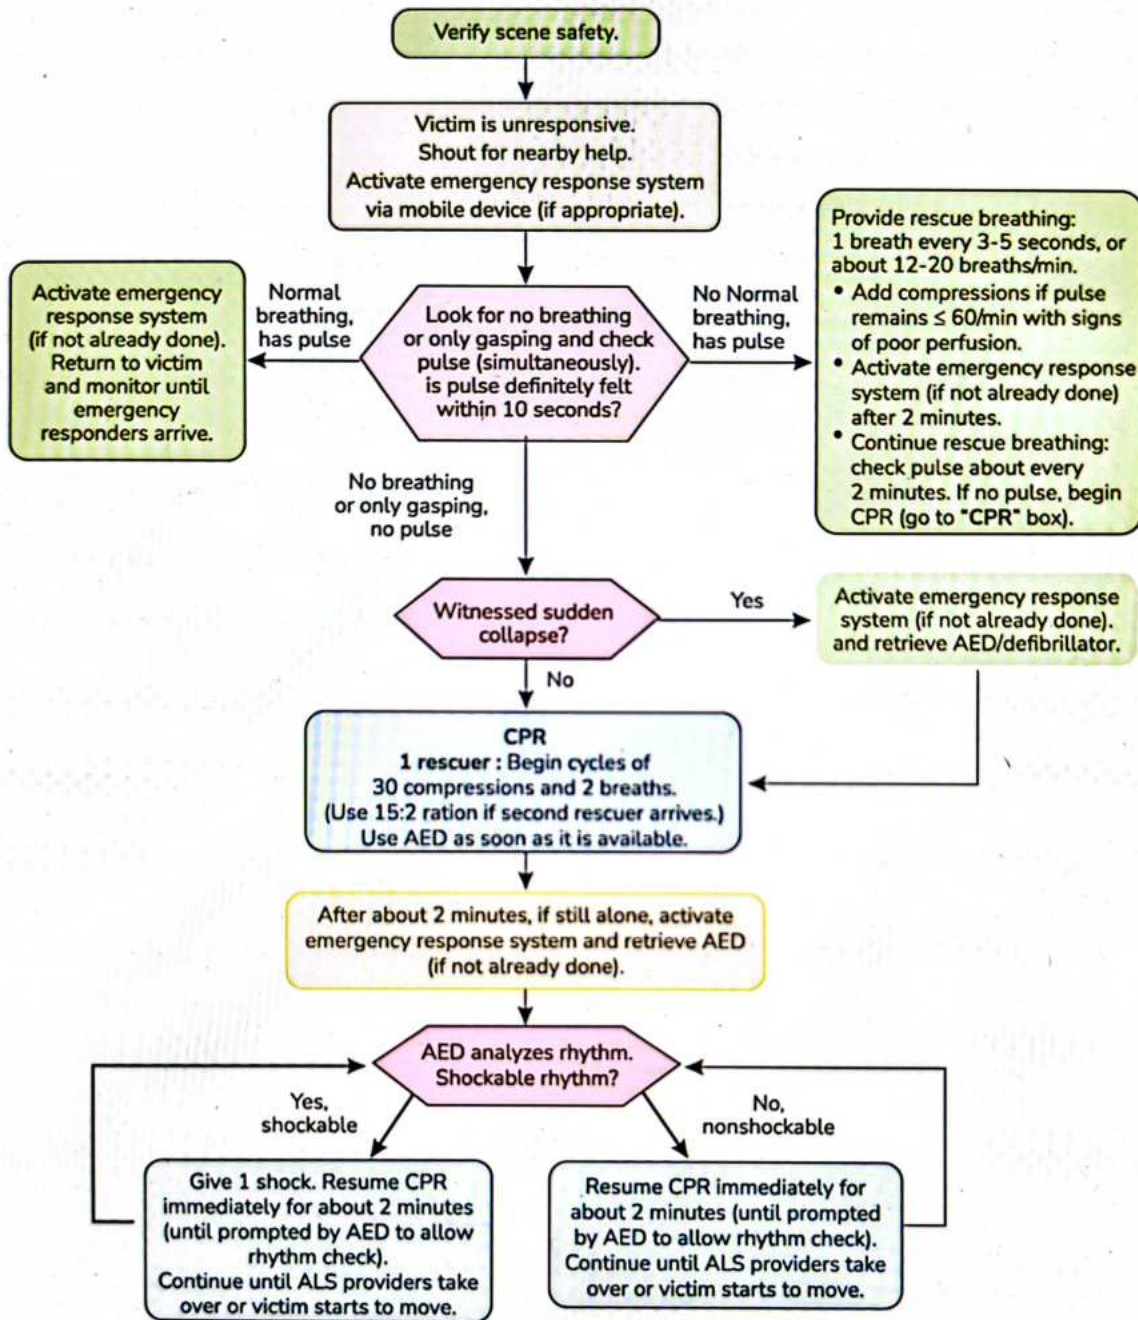 Verify scene safety.
Victim is unresponsive.
Shout for nearby help.
Activate emergency response system
via mobile device (if appropriate).
Activate emergency
response system
(if not already done).
Return to victim
and monitor until
emergency
responders arrive.
Normal
breathing,
has pulse
Look for no breathing
or only gasping and check
pulse (simultaneously).
is pulse definitely felt
within 10 seconds?
No Normal
breathing,
has pulse
Provide rescue breathing:
1 breath every 3-5 seconds, or
about 12-20 breaths/min.
• Add compressions if pulse
remains ≤ 60/min with signs
of poor perfusion.
• Activate emergency response
system (if not already done)
after 2 minutes.
• Continue rescue breathing:
check pulse about every
2 minutes. If no pulse, begin
CPR (go to "CPR" box).
No breathing
or only gasping,
no pulse
Witnessed sudden
collapse?
Yes
Activate emergency response
system (if not already done).
and retrieve AED/defibrillator.
No
CPR
1 rescuer : Begin cycles of
30 compressions and 2 breaths.
(Use 15:2 ration if second rescuer arrives.)
Use AED as soon as it is available.
After about 2 minutes, if still alone, activate
emergency response system and retrieve AED
(if not already done).
AED analyzes rhythm.
Shockable rhythm?
Yes,
shockable
No,
nonshockable
Give 1 shock. Resume CPR
immediately for about 2 minutes
(until prompted by AED to allow
rhythm check).
Continue until ALS providers take
over or victim starts to move.
Resume CPR immediately for
about 2 minutes (until prompted
by AED to allow rhythm check).
Continue until ALS providers take
over or victim starts to move.